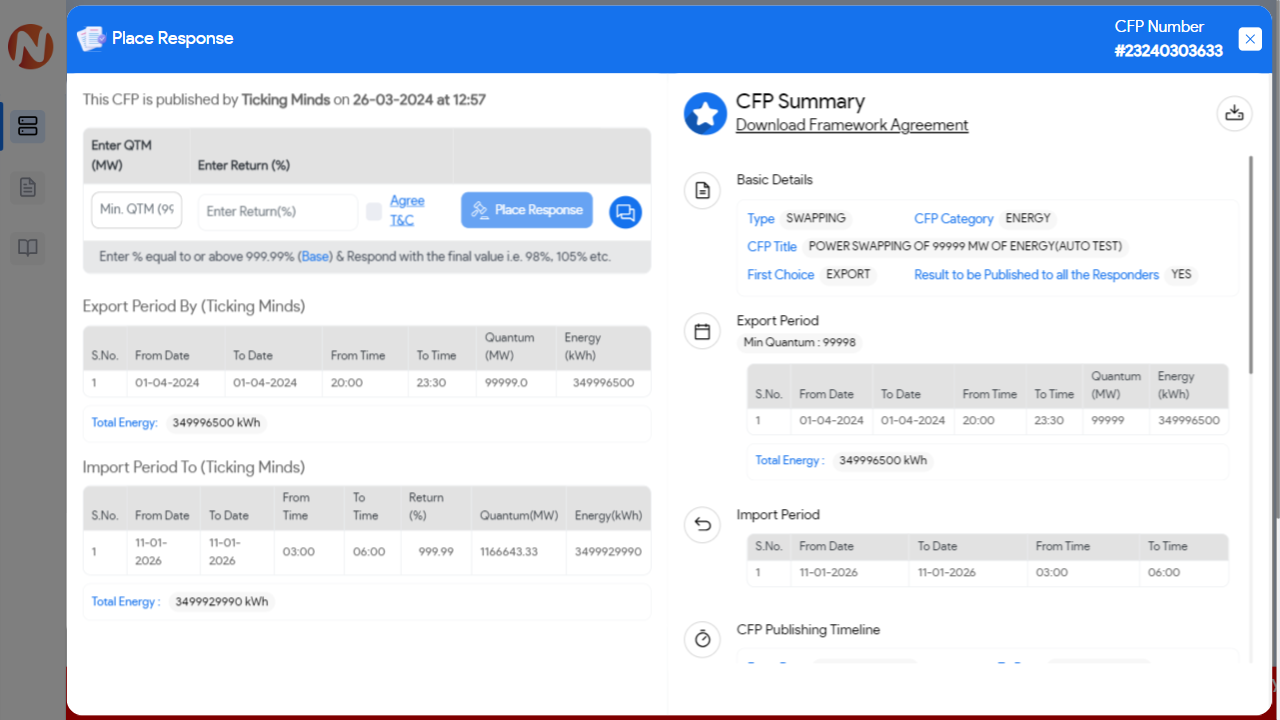 Place Response
CFP Number
#23240303633
This CFP is published by Ticking Minds on 26-03-2024 at 12:57
Enter QTM
(MW)
Enter Return (%)
Min. QTM (99
Enter Return(%)
Agree
T&C
Place Response
Enter % equal to or above 999.99% (Base) & Respond with the final value i.e. 98%, 105% etc.
Export Period By (Ticking Minds)
S.No. From Date To Date From Time To Time Quantum (MW) Energy (kWh)
1 01-04-2024 01-04-2024 20:00 23:30 99999.0 349996500
Total Energy: 349996500 kWh
Import Period To (Ticking Minds)
S.No. From Date To Date From Time To Time Return (%) Quantum(MW) Energy(kWh)
1 11-01-2026 11-01-2026 03:00 06:00 999.99 1166643.33 3499929990
Total Energy : 3499929990 kWh
CFP Summary
Download Framework Agreement
Basic Details
Type SWAPPING CFP Category ENERGY
CFP Title POWER SWAPPING OF 99999 MW OF ENERGY(AUTO TEST)
First Choice EXPORT Result to be Published to all the Responders YES
Export Period
Min Quantum : 99998
S.No. From Date To Date From Time To Time Quantum (MW) Energy (kWh)
1 01-04-2024 01-04-2024 20:00 23:30 99999 349996500
Total Energy : 349996500 kWh
Import Period
S.No. From Date To Date From Time To Time
1 11-01-2026 11-01-2026 03:00 06:00
CFP Publishing Timeline